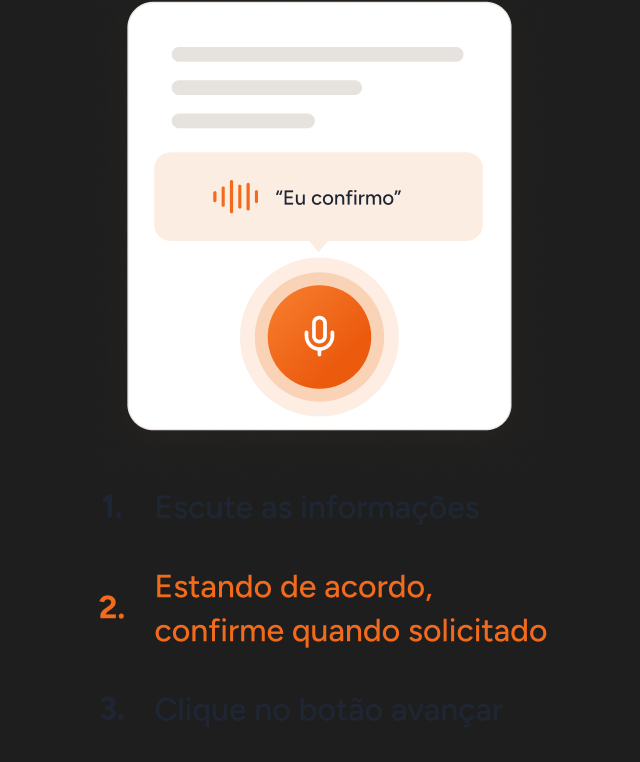 “Eu confirmo”
1. Escute as informações
2. Estando de acordo,
confirme quando solicitado
3. Clique no botão avançar